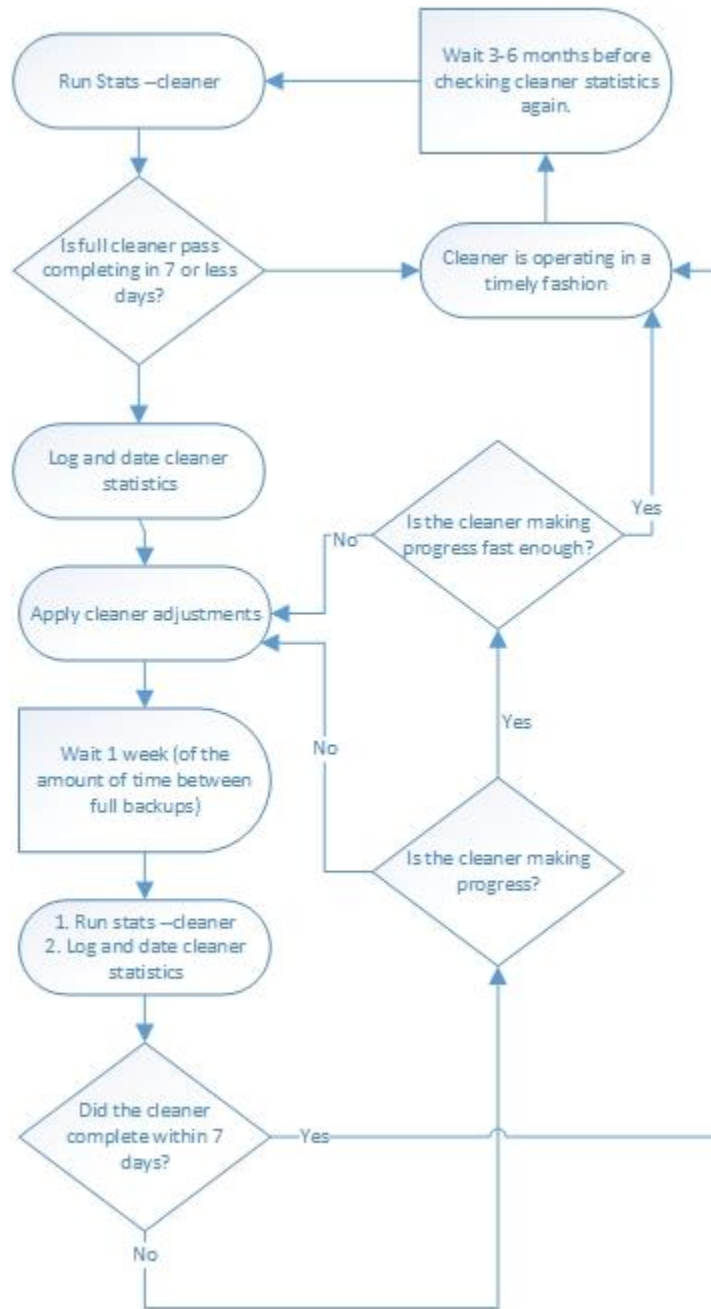 Run Stats –cleaner
Wait 3-6 months before
checking cleaner statistics
again.
Is full cleaner pass
completing in 7 or less
days?
Cleaner is operating in a
timely fashion
Log and date cleaner
statistics
Is the cleaner making
progress fast enough?
Yes
No
Apply cleaner adjustments
Yes
No
Wait 1 week (of the
amount of time between
full backups)
Is the cleaner making
progress?
1. Run stats –cleaner
2. Log and date cleaner
statistics
Did the cleaner
complete within 7
days?
Yes
No